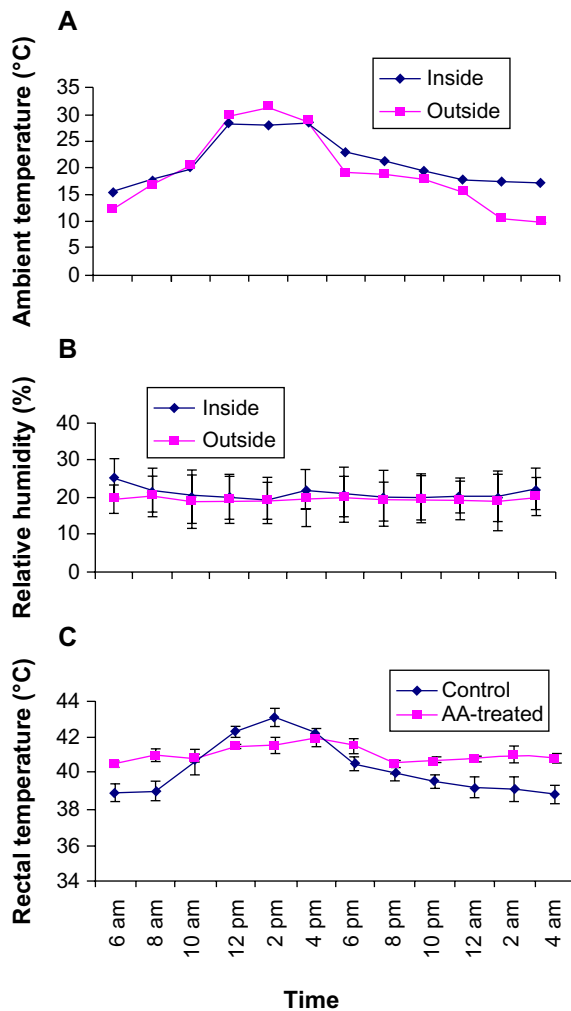 A
Ambient temperature (°C)
35
30
25
20
15
10
5
0
Inside
Outside
B
Relative humidity (%)
40
30
20
10
0
Inside
Outside
C
Rectal temperature (°C)
44
42
40
38
36
34
Control
AA-treated
6 am
8 am
10 am
12 pm
2 pm
4 pm
6 pm
8 pm
10 pm
12 am
2 am
4 am
Time